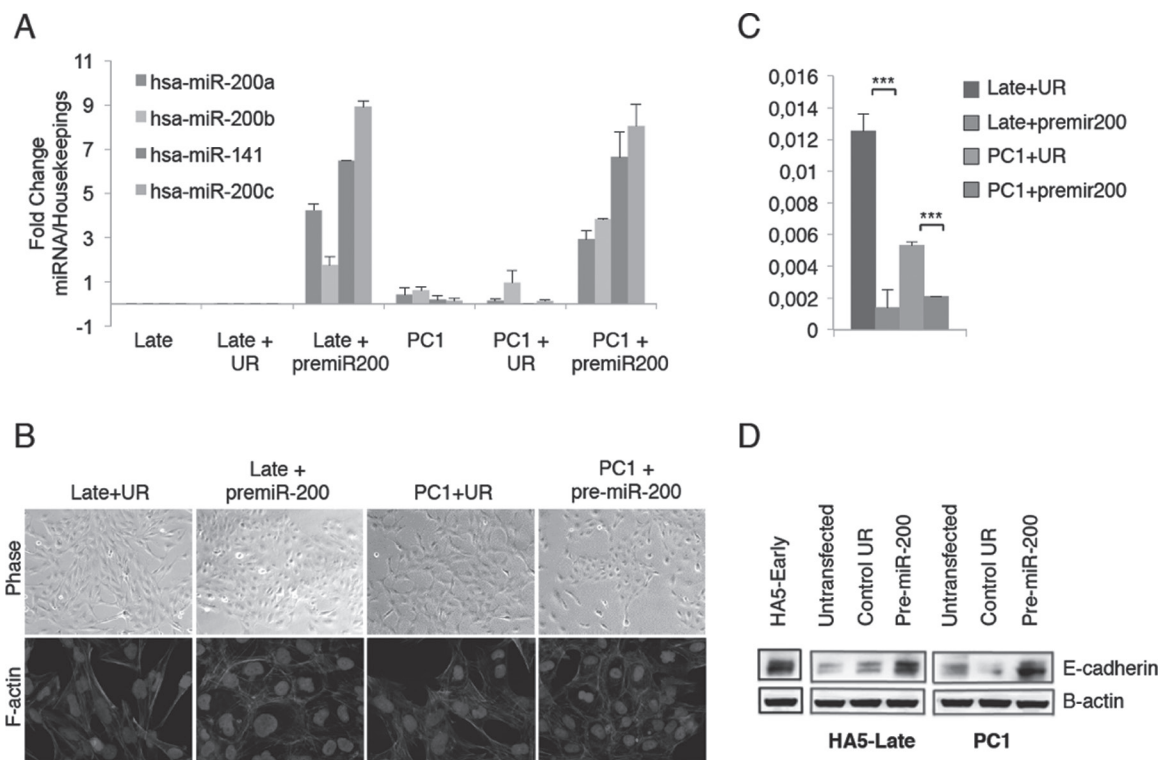 A
11
9
7
5
3
1
-1
Fold Change
miRNA/Housekeepings
hsa-miR-200a
hsa-miR-200b
hsa-miR-141
hsa-miR-200c
Late
Late +
UR
Late +
premiR200
PC1
PC1 +
UR
PC1 +
premiR200
C
0,016
0,014
0,012
0,010
0,008
0,006
0,004
0,002
0
***
***
Late+UR
Late+premir200
PC1+UR
PC1+premir200
B
Late+UR
Late +
premiR-200
PC1+UR
PC1 +
pre-miR-200
Phase
F-actin
D
HA5-Early
Untransfected
Control UR
Pre-miR-200
Untransfected
Control UR
Pre-miR-200
E-cadherin
B-actin
HA5-Late
PC1